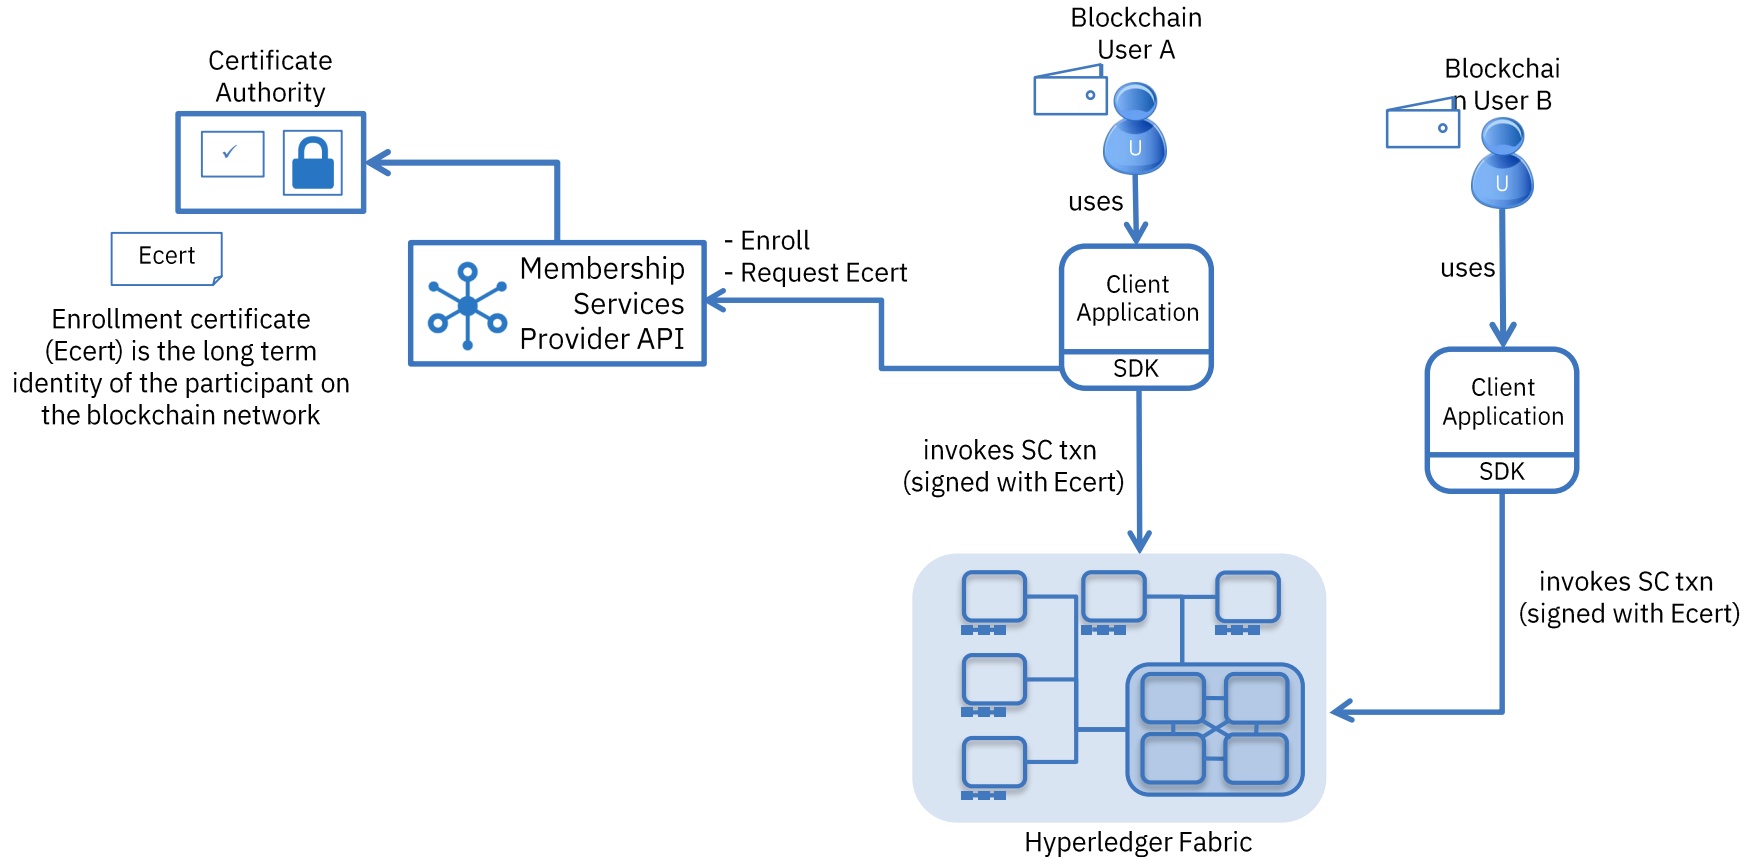 Blockchain
User A
Certificate
Authority
Blockchai
n User B
✓
U
U
uses
Ecert
- Enroll
- Request Ecert
Membership
Services
Provider API
Client
Application
SDK
uses
Enrollment certificate
(Ecert) is the long term
identity of the participant on
the blockchain network
Client
Application
SDK
invokes SC txn
(signed with Ecert)
invokes SC txn
(signed with Ecert)
Hyperledger Fabric